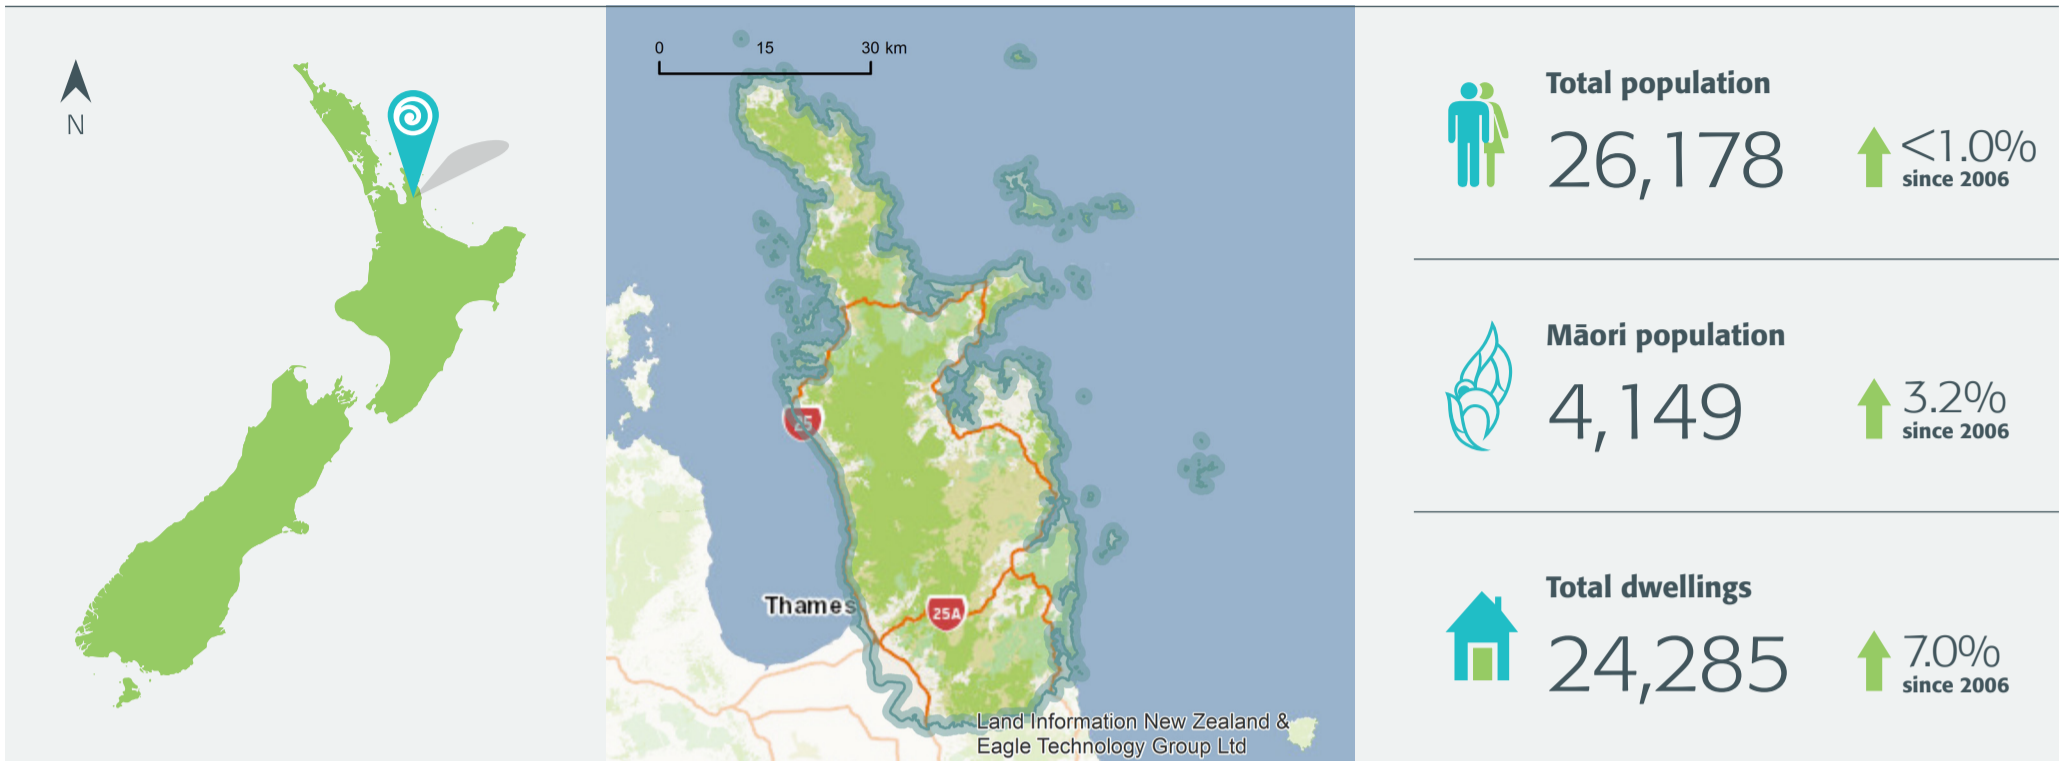 N
0 15 30 km
25
Thames
25A
Land Information New Zealand &
Eagle Technology Group Ltd
Total population
26,178
<1.0%
since 2006
Māori population
4,149
3.2%
since 2006
Total dwellings
24,285
7.0%
since 2006